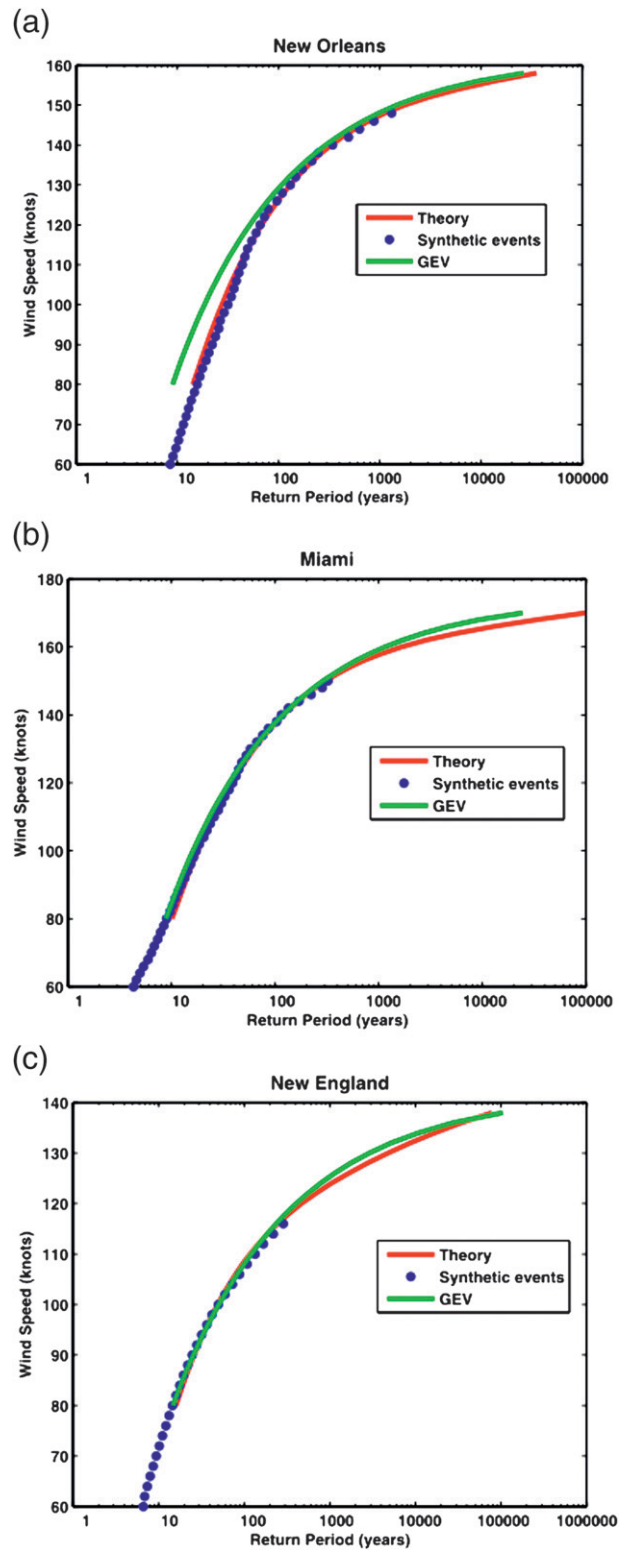 (a)
New Orleans
160
150
140
130
120
110
100
90
80
70
60
Wind Speed (knots)
Theory
Synthetic events
GEV
1 10 100 1000 10000 100000
Return Period (years)
(b)
Miami
180
160
140
120
100
80
60
Wind Speed (knots)
Theory
Synthetic events
GEV
1 10 100 1000 10000 100000
Return Period (years)
(c)
New England
140
130
120
110
100
90
80
70
60
Wind Speed (knots)
Theory
Synthetic events
GEV
1 10 100 1000 10000 100000 1000000
Return Period (years)